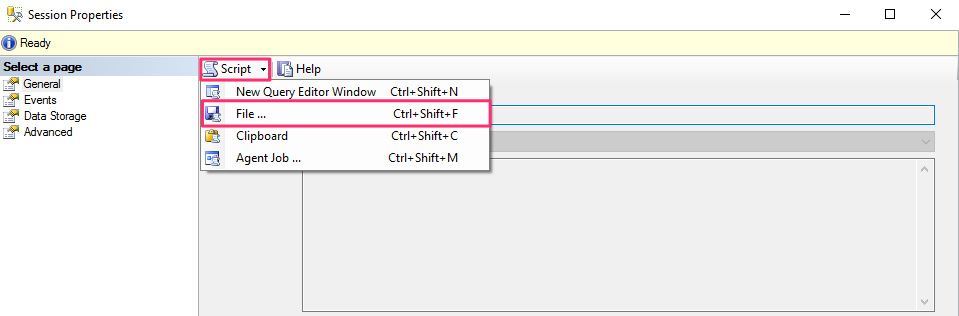 Session Properties
Ready
Select a page
General
Events
Data Storage
Advanced
Script Help
New Query Editor Window Ctrl+Shift+N
File ... Ctrl+Shift+F
Clipboard Ctrl+Shift+C
Agent Job ... Ctrl+Shift+M